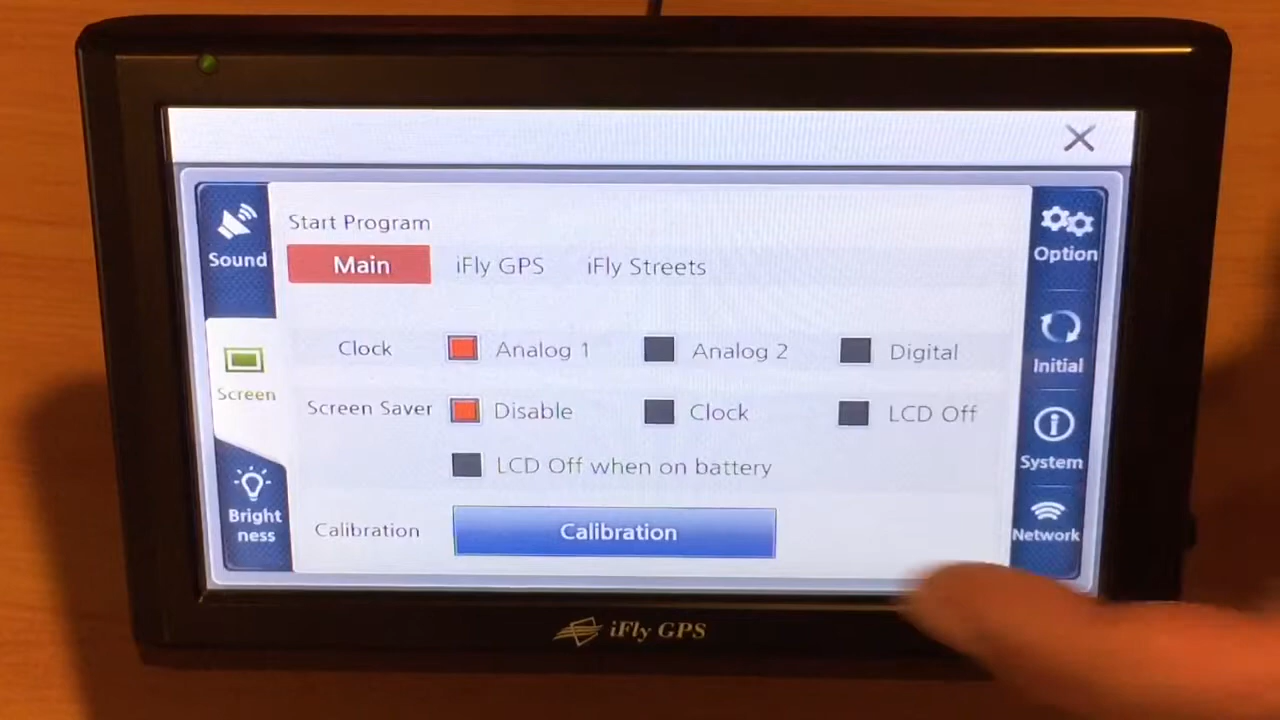 Sound
Screen
Bright
ness
Start Program
Main iFly GPS iFly Streets
Clock Analog 1 Analog 2 Digital
Screen Saver Disable Clock LCD Off
LCD Off when on battery
Calibration Calibration
Option
Initial
System
Network
iFly GPS